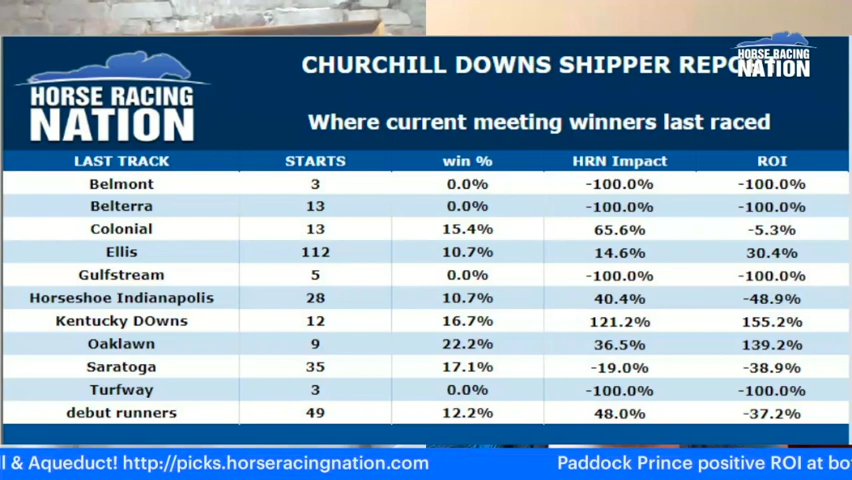 HORSE RACING
NATION
CHURCHILL DOWNS SHIPPER REPO
HORSE RACING
NATION
Where current meeting winners last raced
LAST TRACK STARTS win % HRN Impact ROI
Belmont 3 0.0% -100.0% -100.0%
Belterra 13 0.0% -100.0% -100.0%
Colonial 13 15.4% 65.6% -5.3%
Ellis 112 10.7% 14.6% 30.4%
Gulfstream 5 0.0% -100.0% -100.0%
Horseshoe Indianapolis 28 10.7% 40.4% -48.9%
Kentucky DOwns 12 16.7% 121.2% 155.2%
Oaklawn 9 22.2% 36.5% 139.2%
Saratoga 35 17.1% -19.0% -38.9%
Turfway 3 0.0% -100.0% -100.0%
debut runners 49 12.2% 48.0% -37.2%
ll & Aqueduct! http://picks.horseracingnation.com Paddock Prince positive ROI at bo